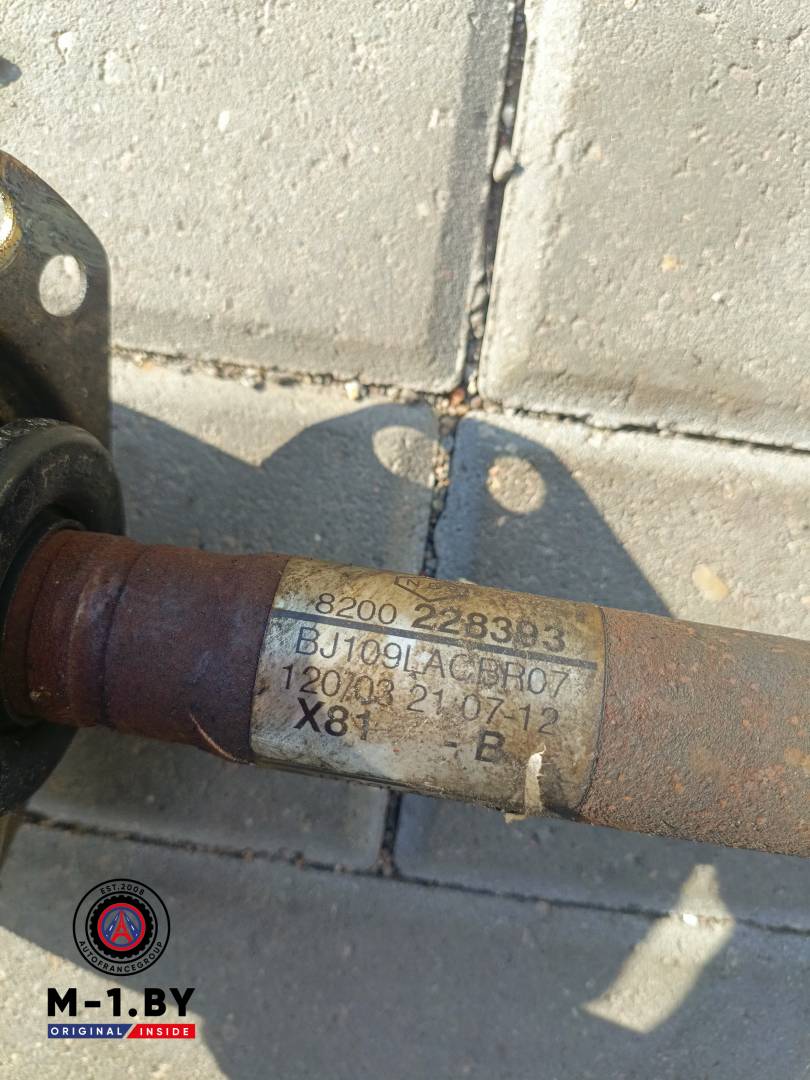 8200 228393
BJ109LACBR07
120/03 21-07-12
X81 - B
EST.2008
AUTOFRANCEGROUP
M-1.BY
ORIGINAL INSIDE